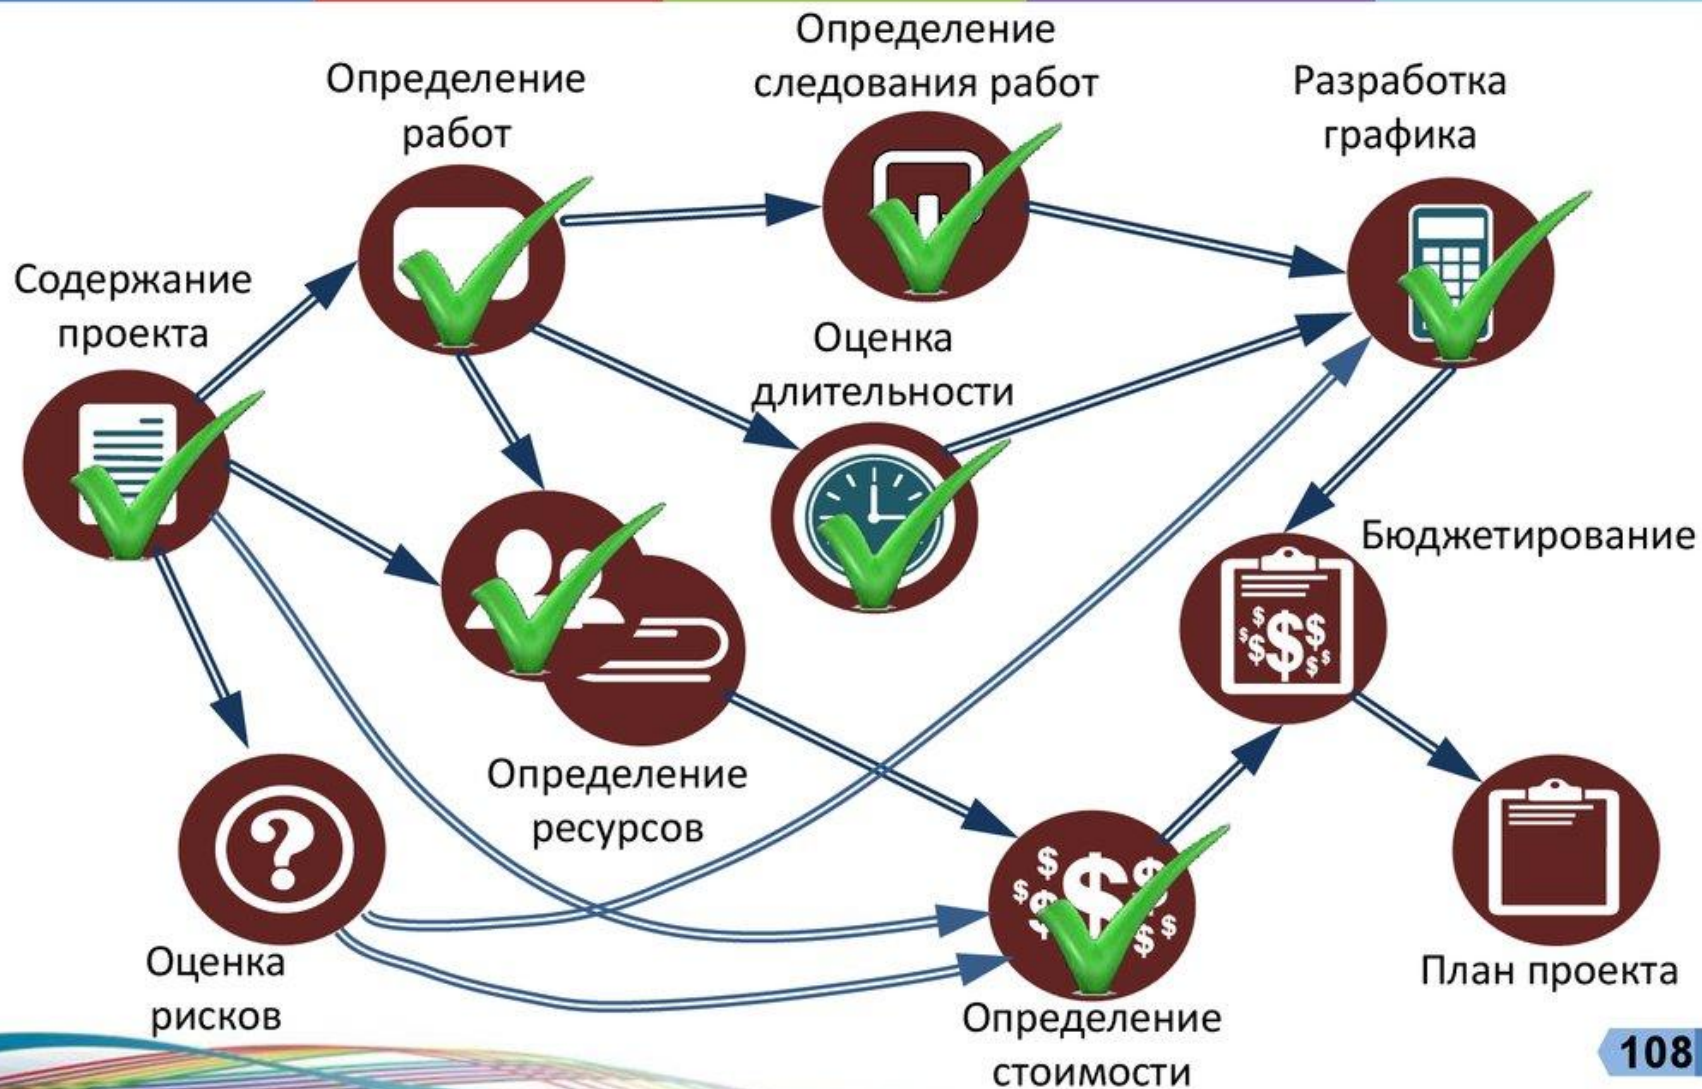 Определение
следования работ
Определение
работ
Разработка
графика
Содержание
проекта
Оценка
длительности
Бюджетирование
Определение
ресурсов
Оценка
рисков
План проекта
Определение
стоимости
108